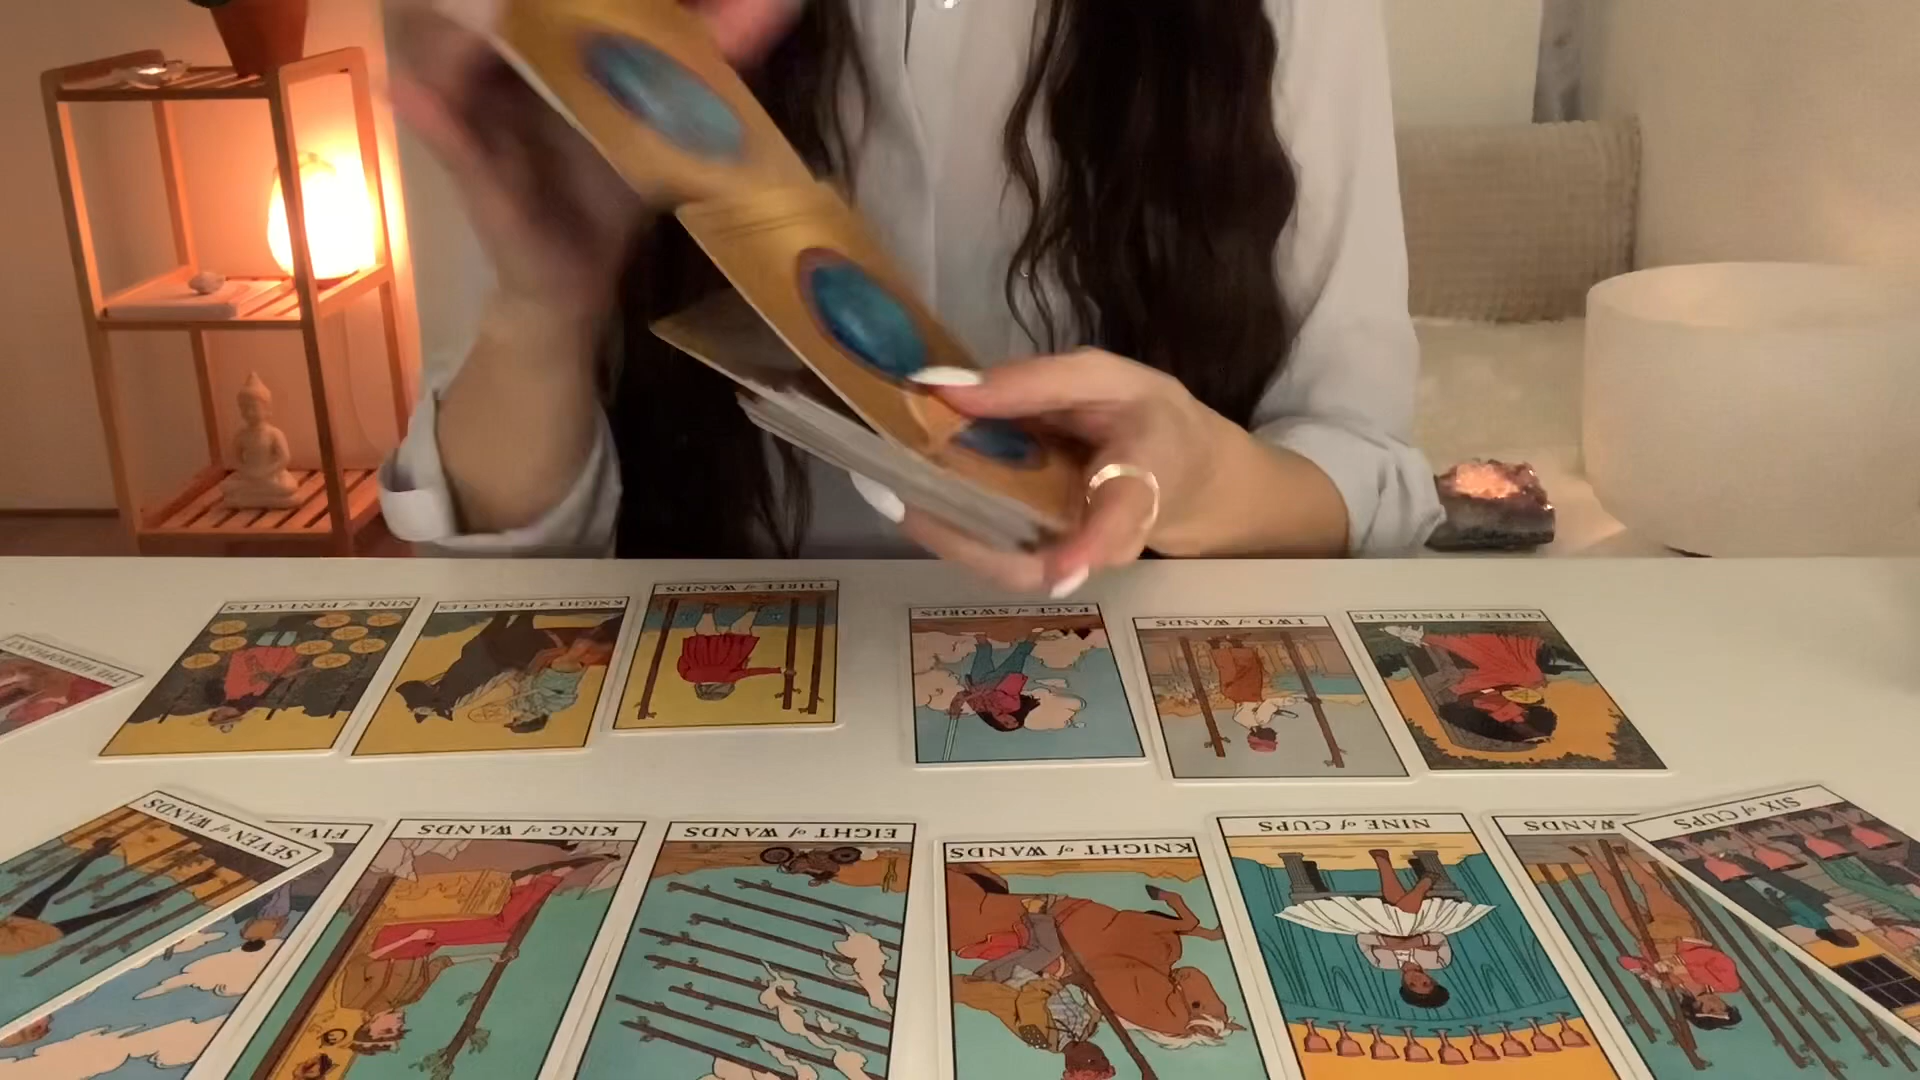 THE HIEROPHANT
NINE of PENTACLES
KNIGHT of PENTACLES
THREE of WANDS
PAGE of SWORDS
TWO of WANDS
QUEEN of PENTACLES
SEVEN of WANDS
FIVE
KING of WANDS
EIGHT of WANDS
KNIGHT of WANDS
NINE of CUPS
WANDS
SIX of CUPS